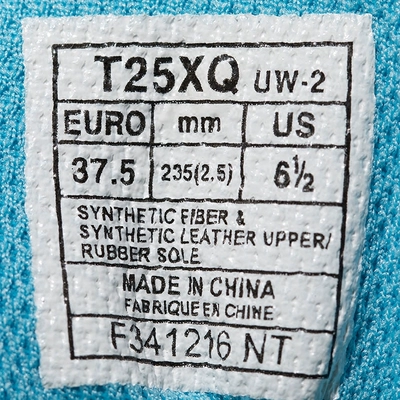 T25XQ UW-2
EURO mm US
37.5 235(2,5) 6½
SYNTHETIC FIBER &
SYNTHETIC LEATHER UPPER/
RUBBER SOLE
MADE IN CHINA
FABRIQUE EN CHINE
F341216 NT